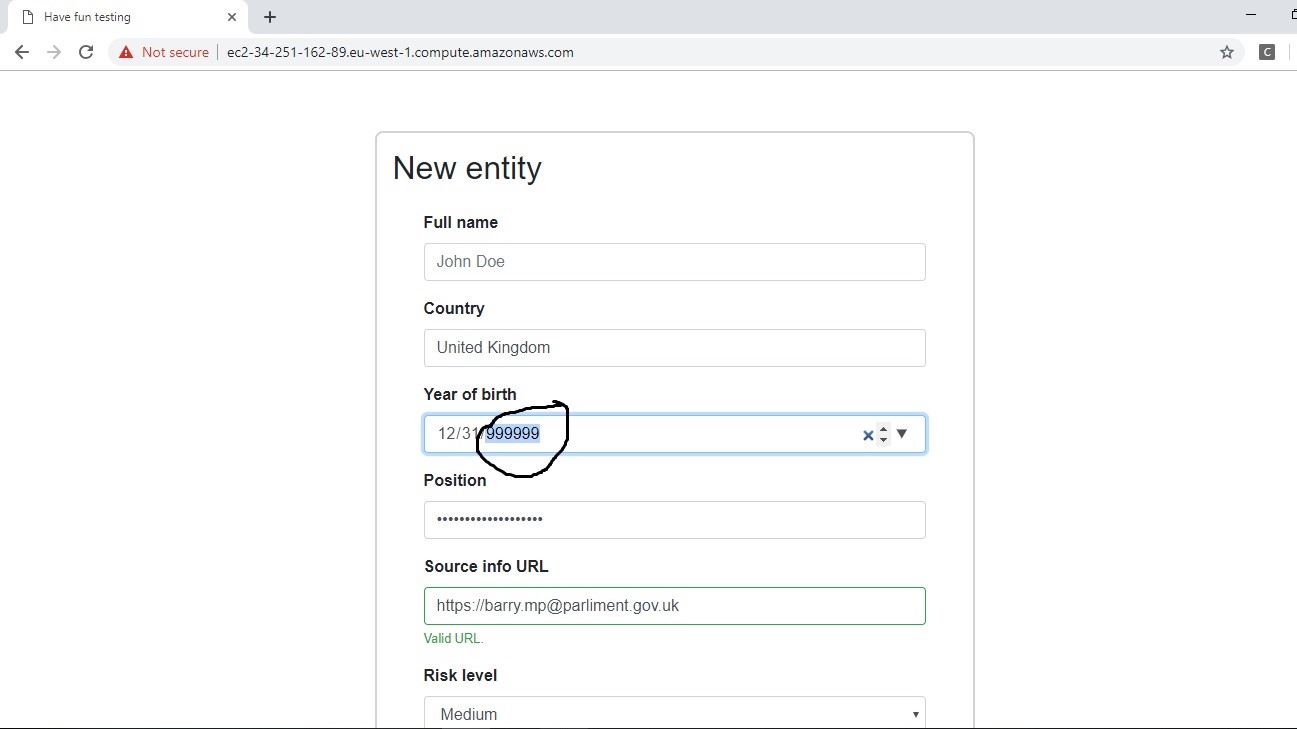 Have fun testing
Not secure
ec2-34-251-162-89.eu-west-1.compute.amazonaws.com
C
New entity
Full name
John Doe
Country
United Kingdom
Year of birth
12/31/999999
Position
•••••••••••••••••••
Source info URL
https://barry.mp@parliment.gov.uk
Valid URL.
Risk level
Medium